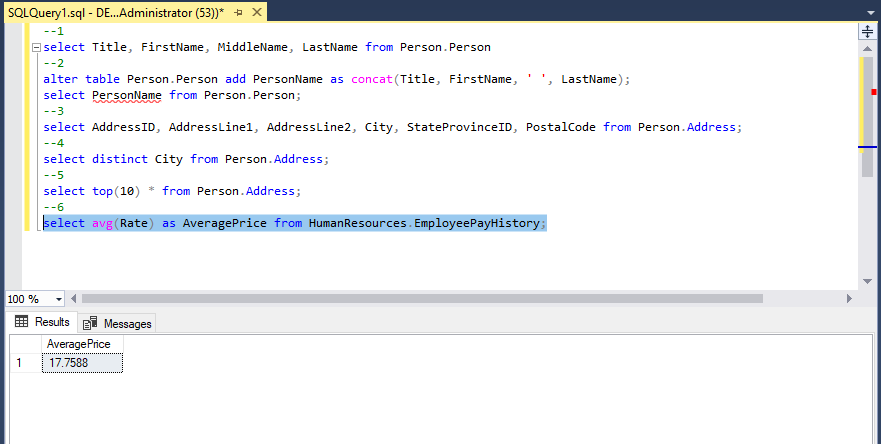 SQLQuery1.sql - DE...Administrator (53))*
--1
select Title, FirstName, MiddleName, LastName from Person.Person
--2
alter table Person.Person add PersonName as concat(Title, FirstName, ' ', LastName);
select PersonName from Person.Person;
--3
select AddressID, AddressLine1, AddressLine2, City, StateProvinceID, PostalCode from Person.Address;
--4
select distinct City from Person.Address;
--5
select top(10) * from Person.Address;
--6
select avg(Rate) as AveragePrice from HumanResources.EmployeePayHistory;
100 %
Results Messages
AveragePrice
1 17.7588